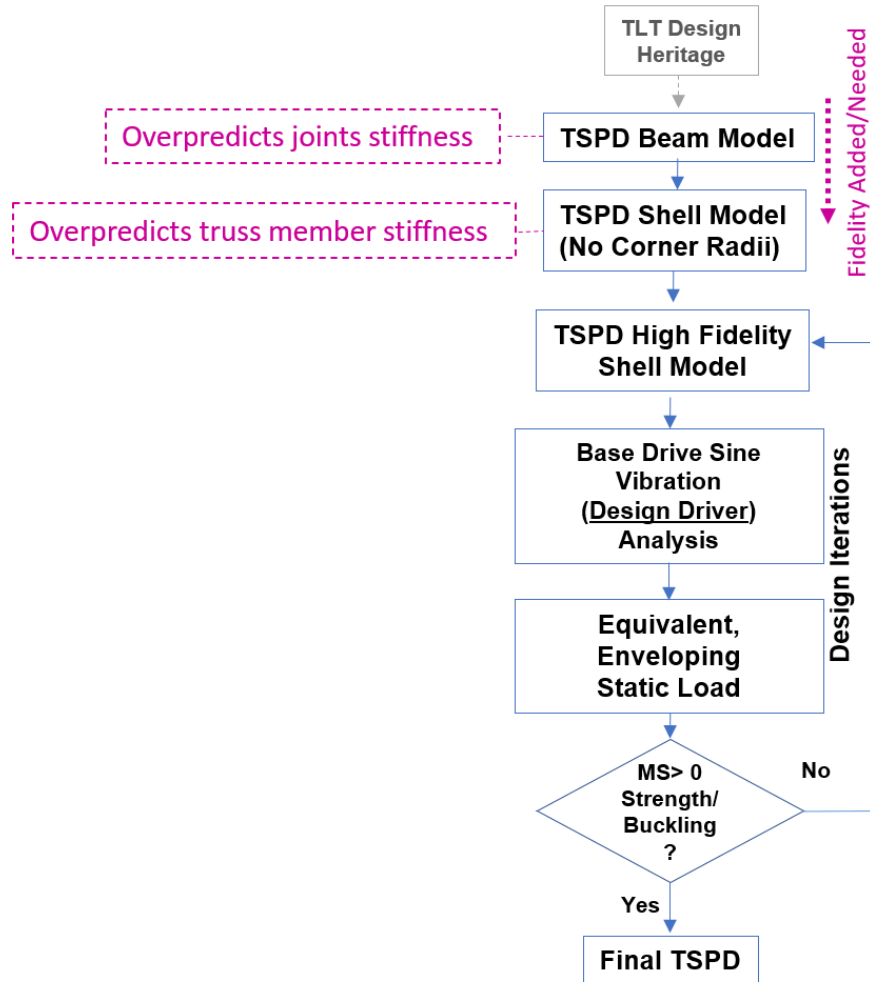 TLT Design
Heritage
Overpredicts joints stiffness
TSPD Beam Model
Fidelity Added/Needed
Overpredicts truss member stiffness
TSPD Shell Model
(No Corner Radii)
TSPD High Fidelity
Shell Model
Base Drive Sine
Vibration
(Design Driver)
Analysis
Design Iterations
Equivalent,
Enveloping
Static Load
MS> 0
Strength/
Buckling
?
No
Yes
Final TSPD